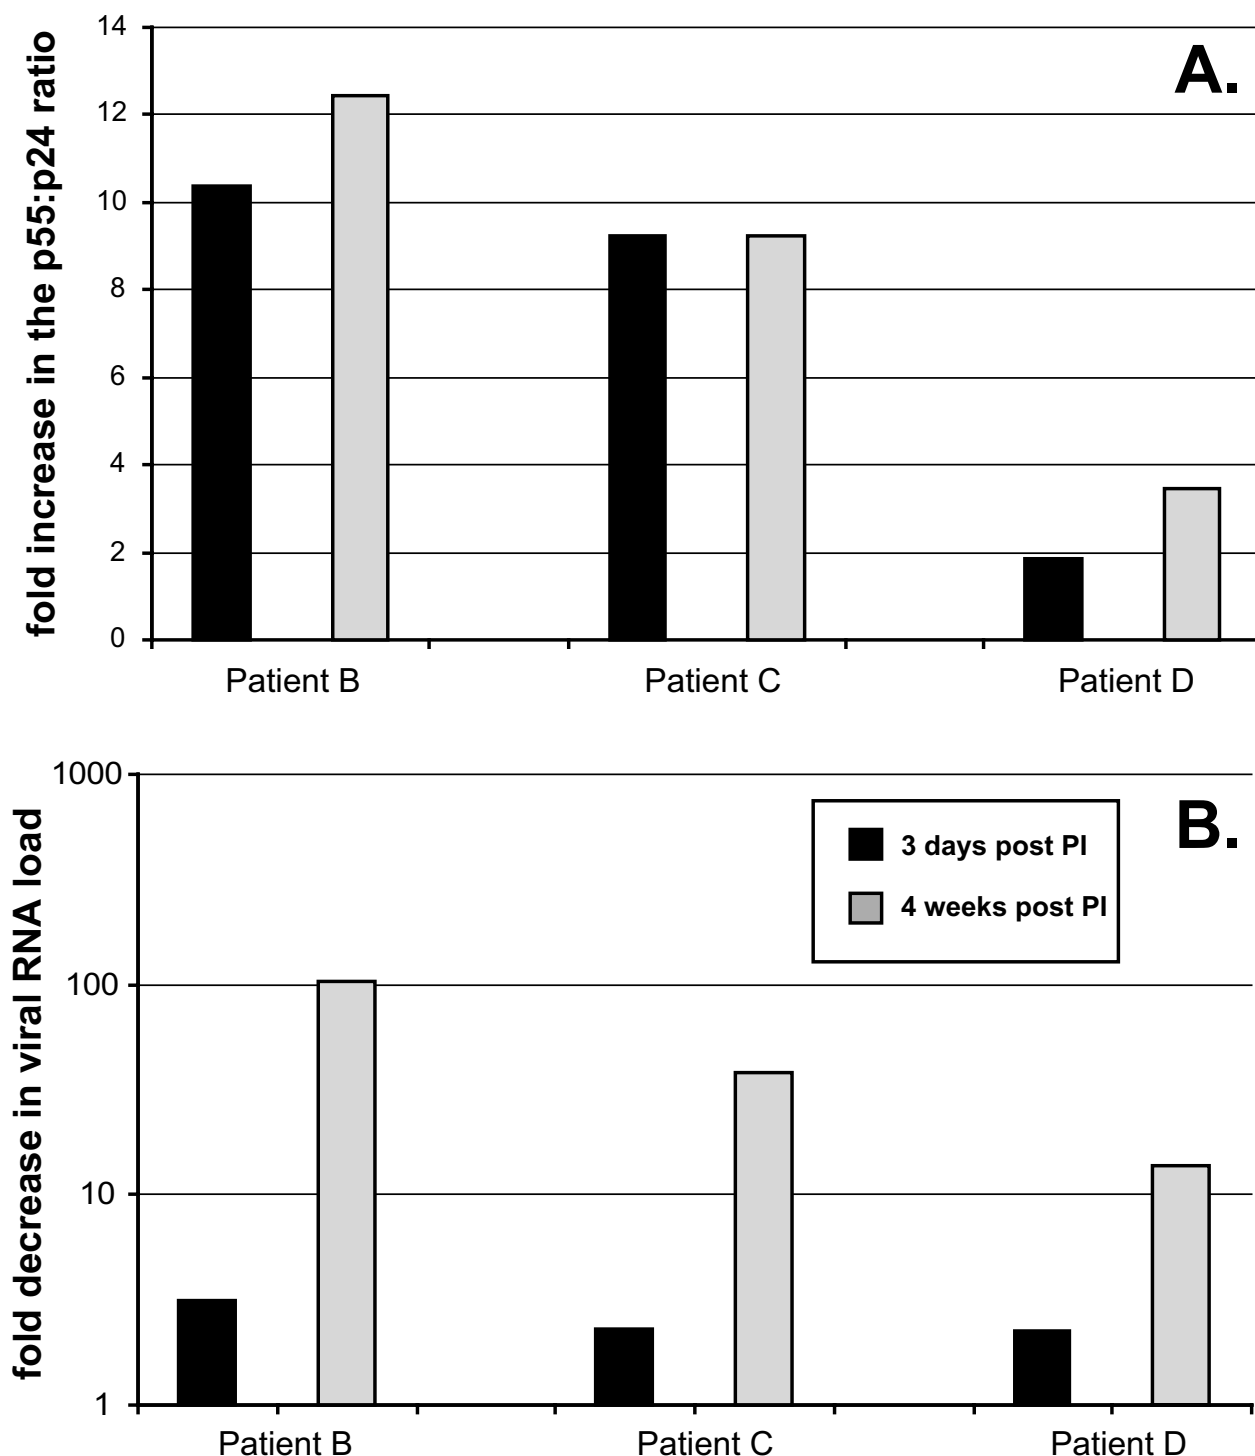 A.
fold increase in the p55:p24 ratio
14
12
10
8
6
4
2
0
Patient B
Patient C
Patient D
B.
fold decrease in viral RNA load
1000
100
10
1
3 days post PI
4 weeks post PI
Patient B
Patient C
Patient D